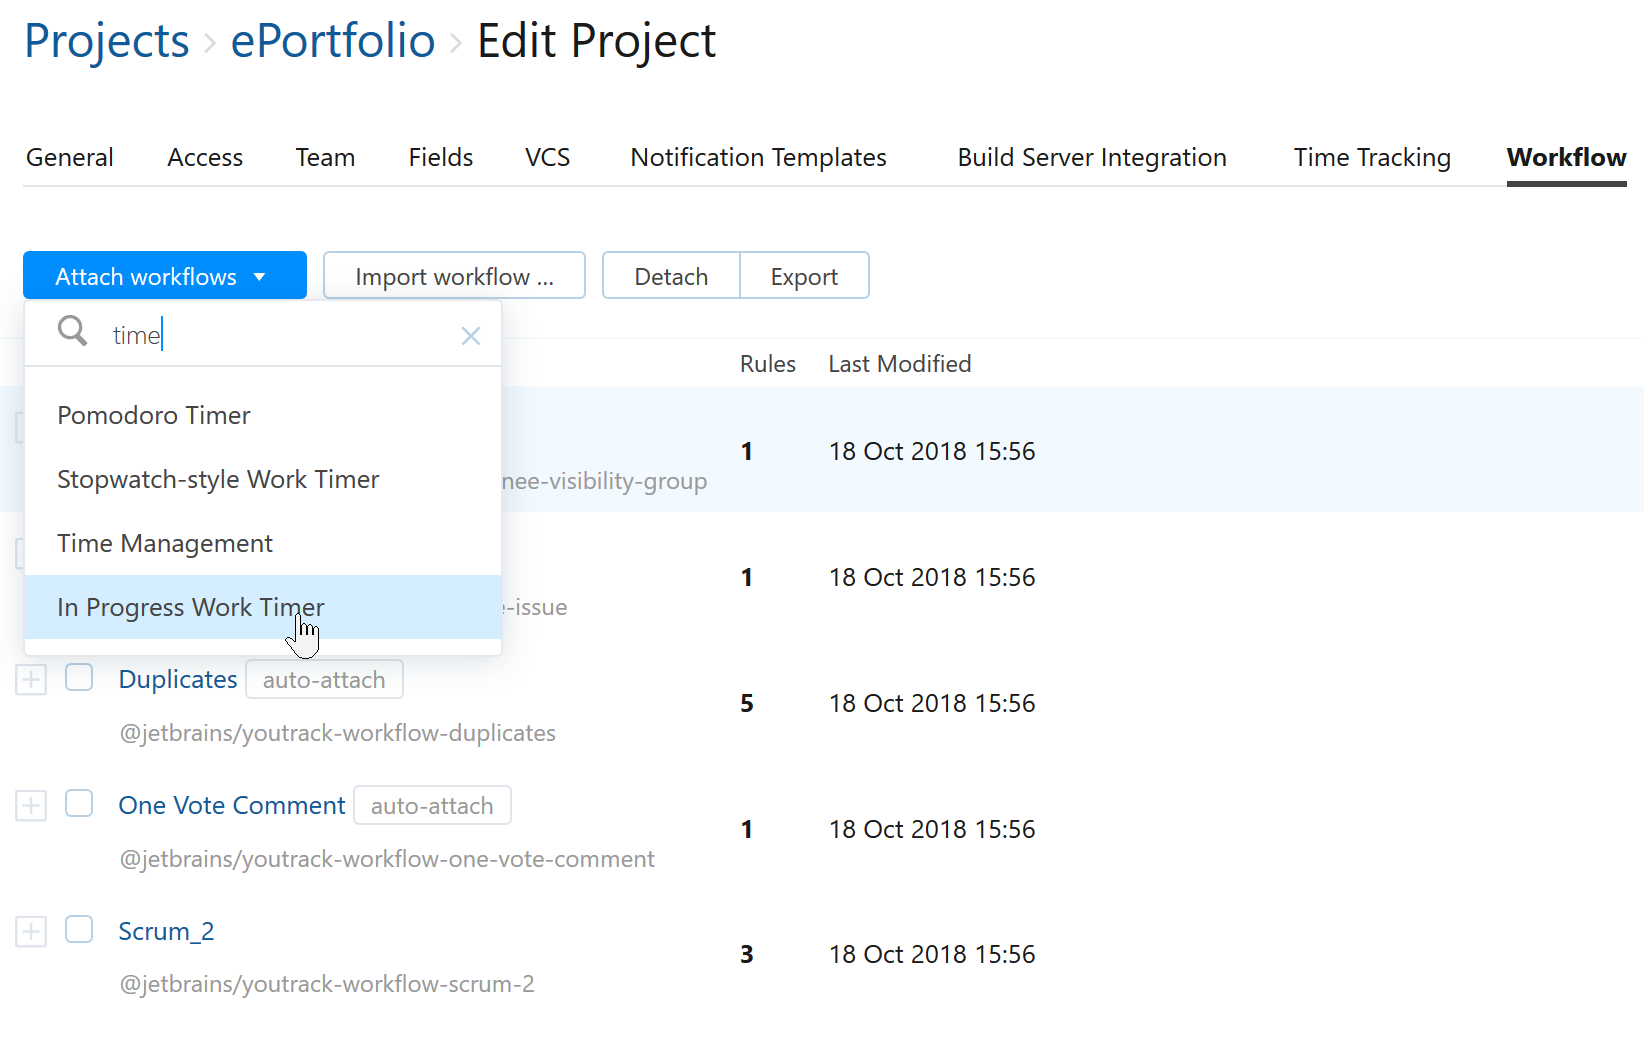 Projects › ePortfolio › Edit Project
General Access Team Fields VCS Notification Templates Build Server Integration Time Tracking Workflow
Attach workflows Import workflow ... Detach Export
time
Rules Last Modified
Pomodoro Timer
1 18 Oct 2018 15:56
Stopwatch-style Work Timer
nee-visibility-group
Time Management
1 18 Oct 2018 15:56
In Progress Work Timer
-issue
Duplicates auto-attach
5 18 Oct 2018 15:56
@jetbrains/youtrack-workflow-duplicates
One Vote Comment auto-attach
1 18 Oct 2018 15:56
@jetbrains/youtrack-workflow-one-vote-comment
Scrum_2
3 18 Oct 2018 15:56
@jetbrains/youtrack-workflow-scrum-2